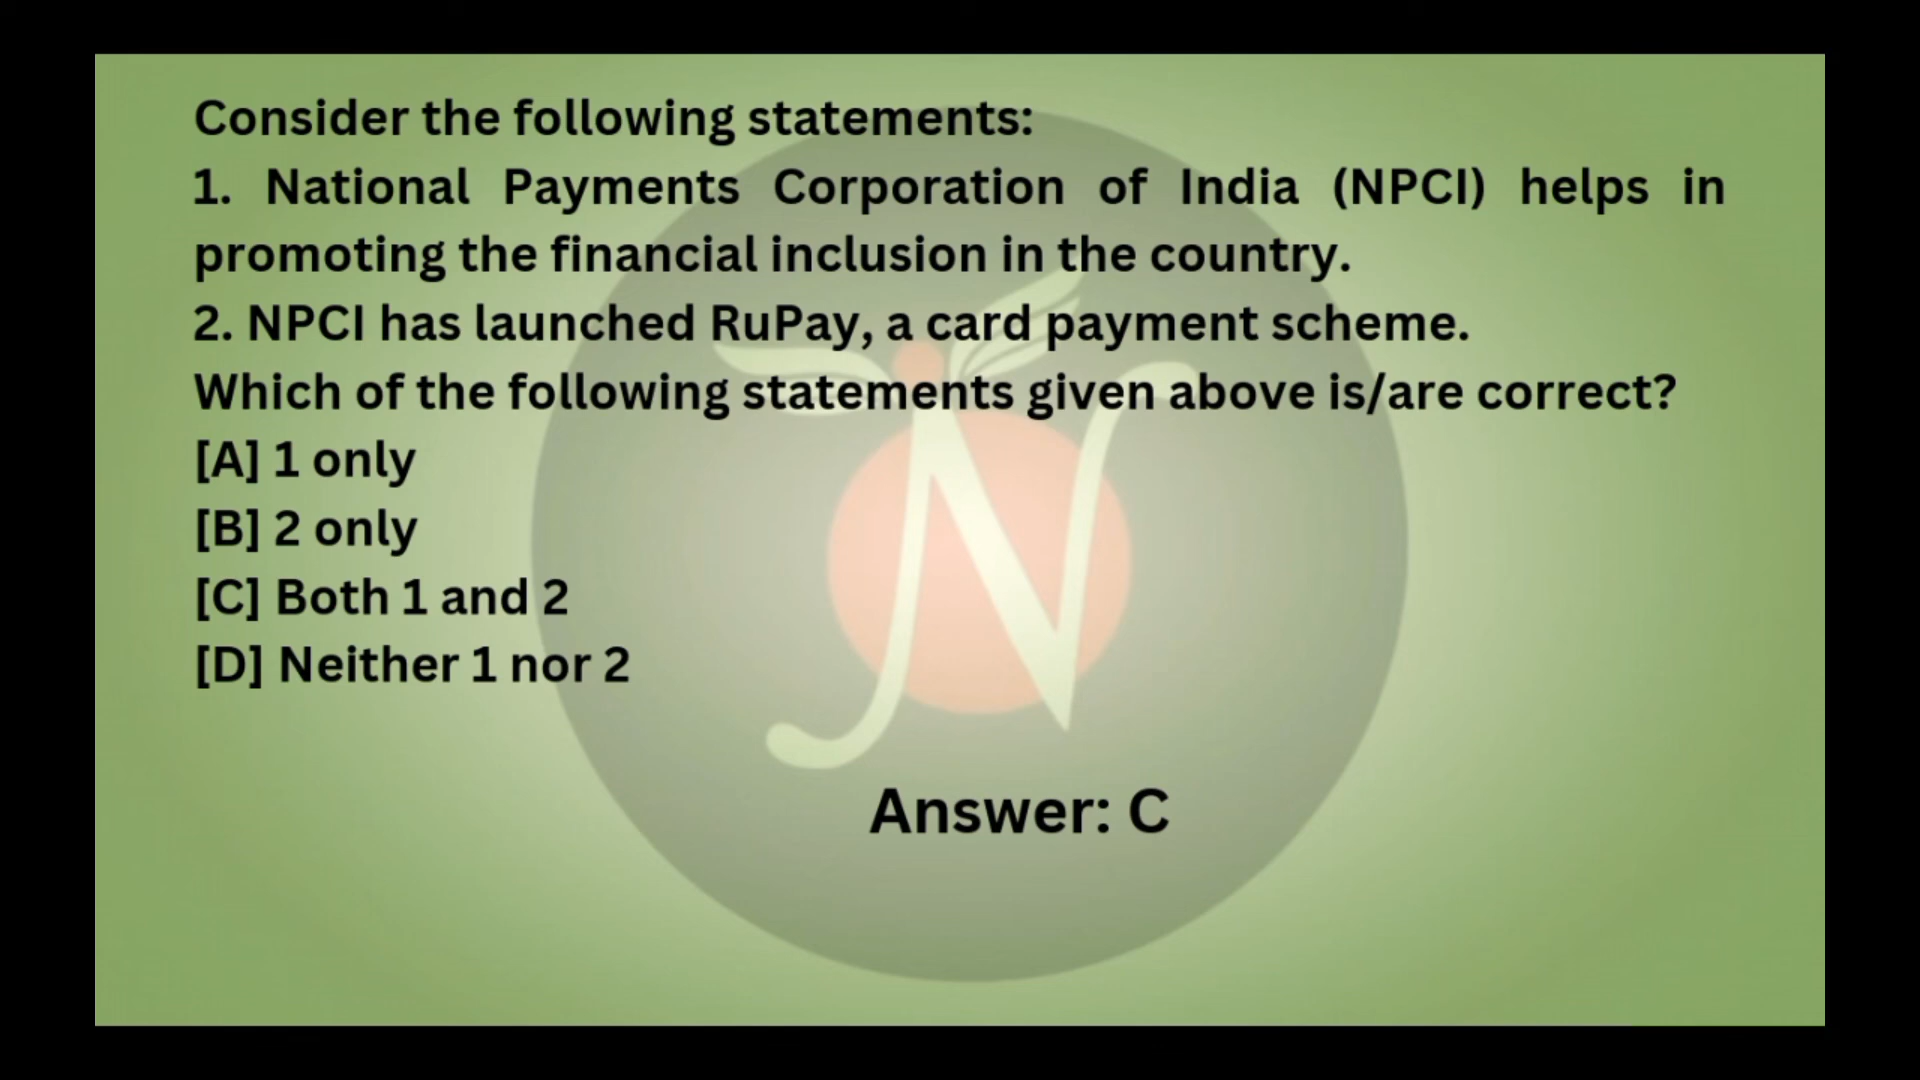 Consider the following statements:
1. National Payments Corporation of India (NPCI) helps in
promoting the financial inclusion in the country.
2. NPCI has launched RuPay, a card payment scheme.
Which of the following statements given above is/are correct?
[A] 1 only
[B] 2 only
[C] Both 1 and 2
[D] Neither 1 nor 2
Answer: C